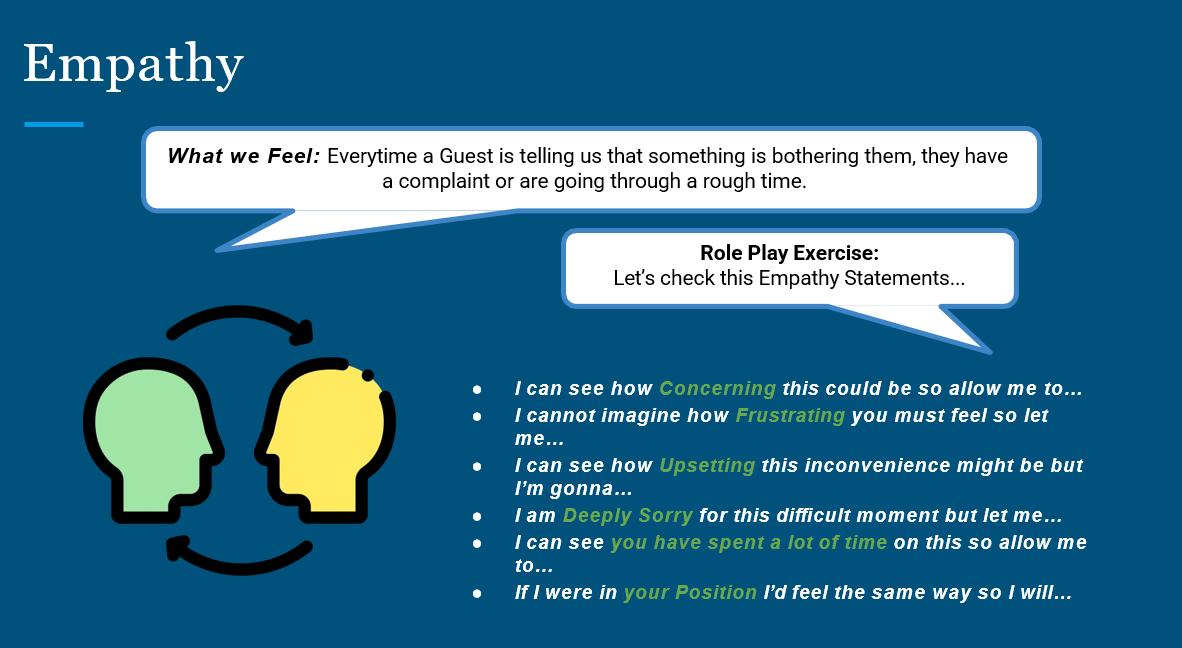 Empathy
What we Feel: Everytime a Guest is telling us that something is bothering them, they have
a complaint or are going through a rough time.
Role Play Exercise:
Let’s check this Empathy Statements...
● I can see how Concerning this could be so allow me to...
● I cannot imagine how Frustrating you must feel so let
me...
● I can see how Upsetting this inconvenience might be but
I’m gonna...
● I am Deeply Sorry for this difficult moment but let me...
● I can see you have spent a lot of time on this so allow me
to...
● If I were in your Position I’d feel the same way so I will...